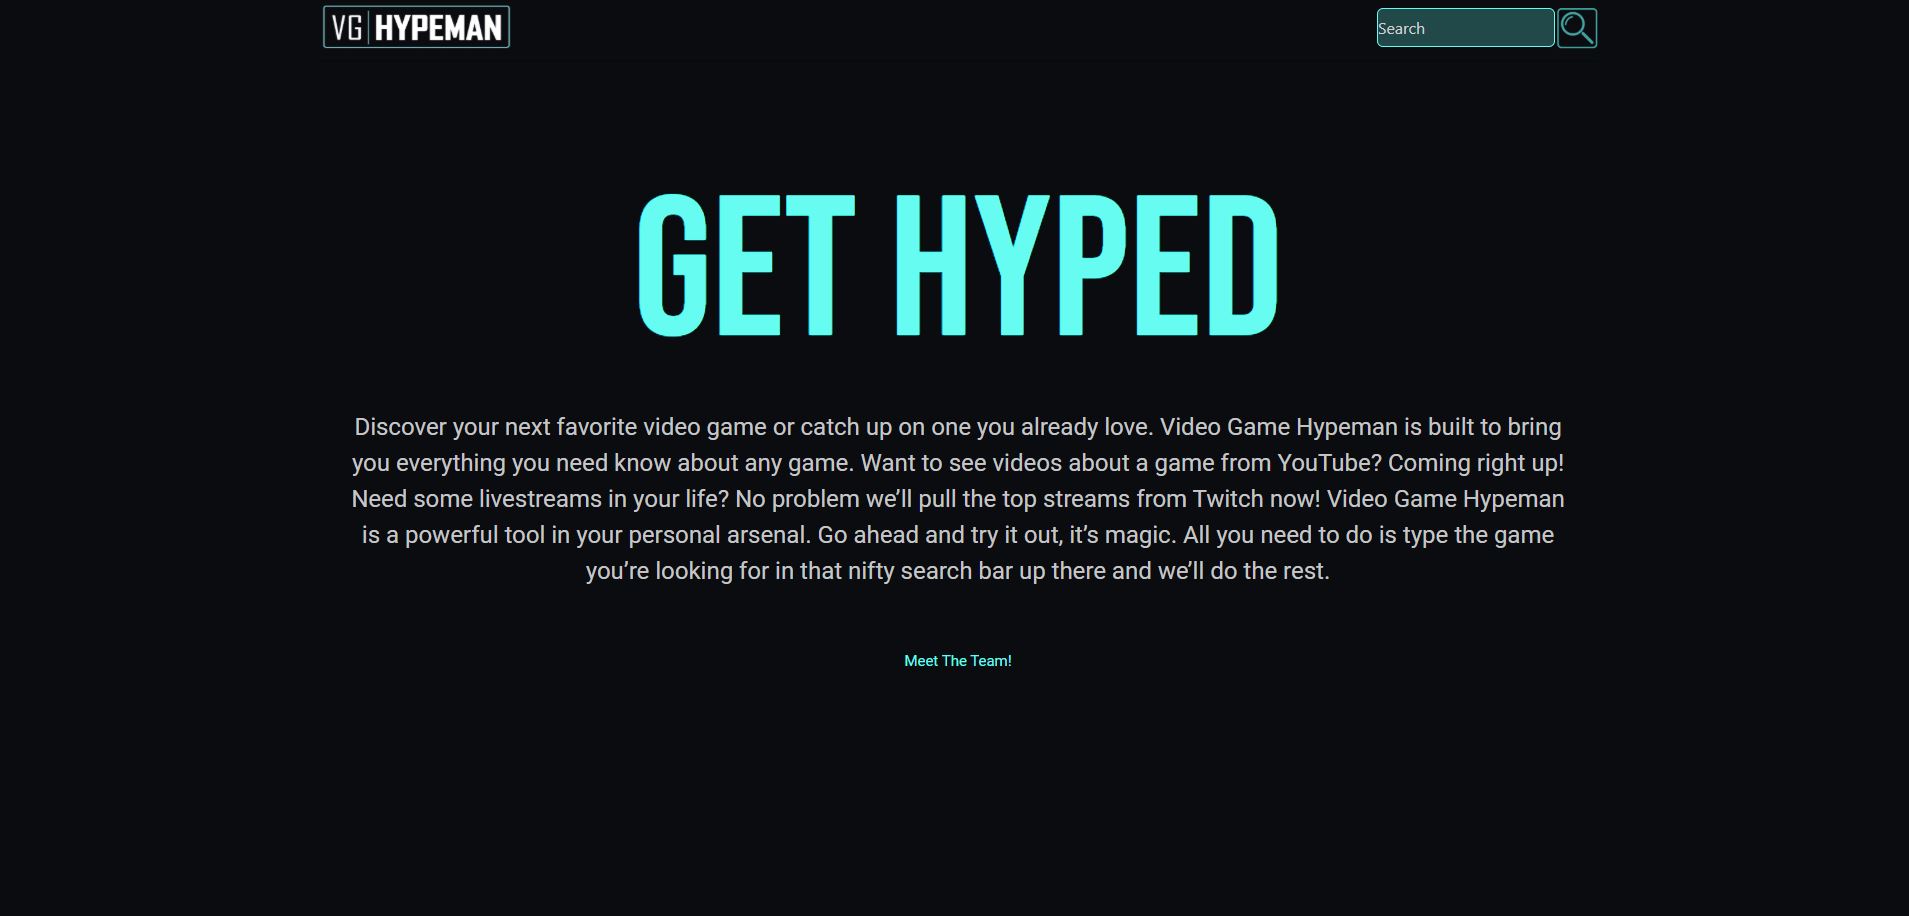 VG HYPEMAN
Search
GET HYPED
Discover your next favorite video game or catch up on one you already love. Video Game Hypeman is built to bring
you everything you need know about any game. Want to see videos about a game from YouTube? Coming right up!
Need some livestreams in your life? No problem we’ll pull the top streams from Twitch now! Video Game Hypeman
is a powerful tool in your personal arsenal. Go ahead and try it out, it’s magic. All you need to do is type the game
you’re looking for in that nifty search bar up there and we’ll do the rest.
Meet The Team!